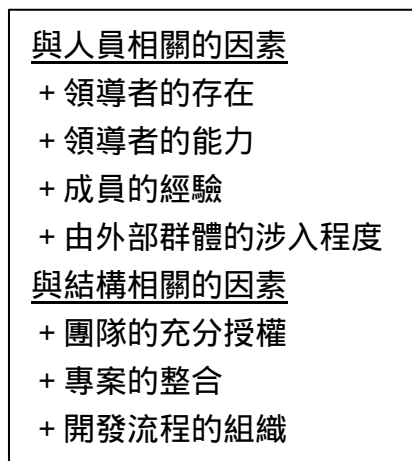 與人員相關的因素
+ 領導者的存在
+ 領導者的能力
+ 成員的經驗
+ 由外部群體的涉入程度
與結構相關的因素
+ 團隊的充分授權
+ 專案的整合
+ 開發流程的組織